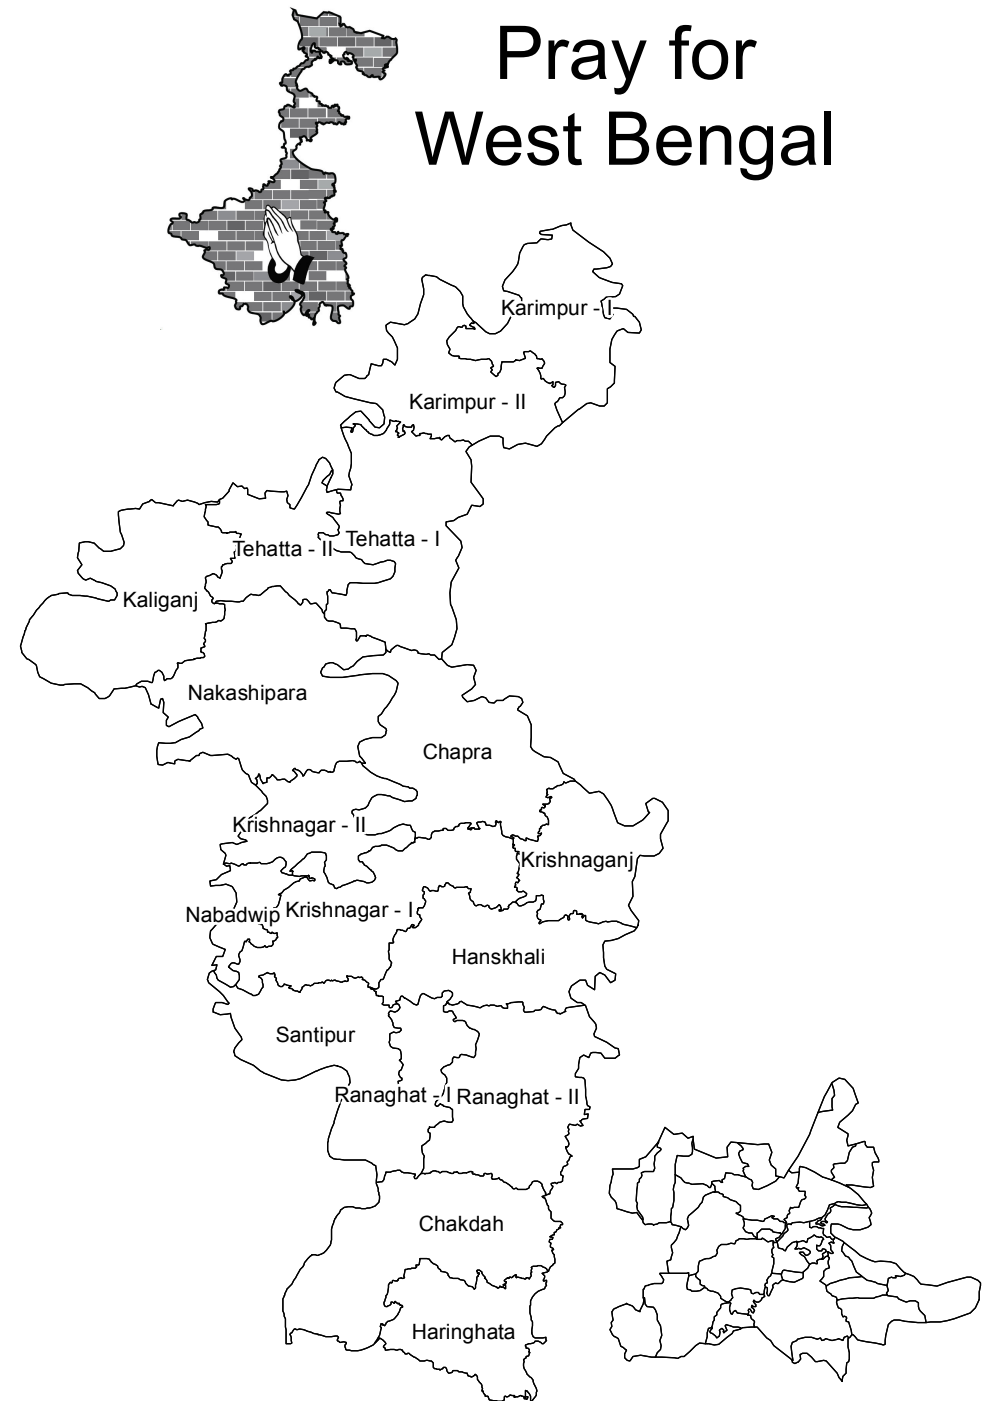 Pray for
West Bengal
Karimpur - I
Karimpur - II
Tehatta - I
Tehatta - II
Kaliganj
Nakashipara
Chapra
Krishnagar - II
Krishnaganj
Nabadwip
Krishnagar - I
Hanskhali
Santipur
Ranaghat - I
Ranaghat - II
Chakdah
Haringhata